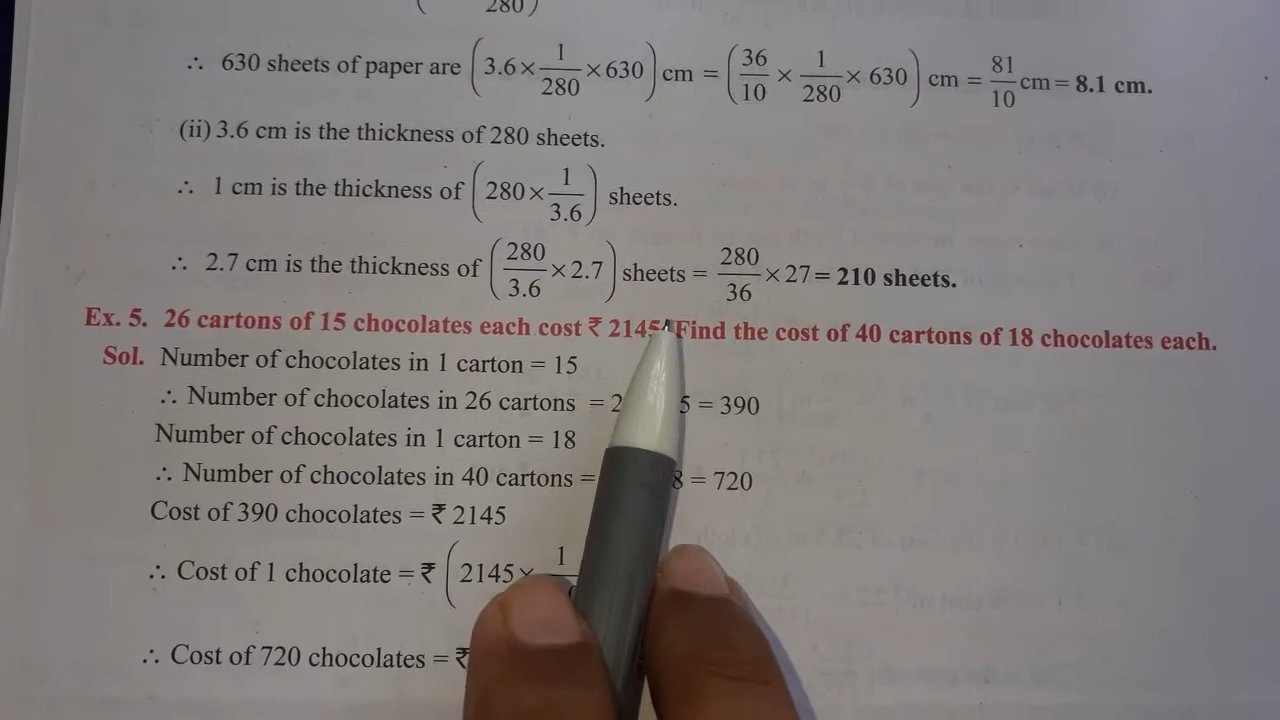 ( 280 )
∴ 630 sheets of paper are (3.6 × 1/280 × 630) cm = (36/10 × 1/280 × 630) cm = 81/10 cm = 8.1 cm.
(ii) 3.6 cm is the thickness of 280 sheets.
∴ 1 cm is the thickness of (280 × 1/3.6) sheets.
∴ 2.7 cm is the thickness of (280/3.6 × 2.7) sheets = 280/36 × 27 = 210 sheets.
Ex. 5. 26 cartons of 15 chocolates each cost ₹ 2145 Find the cost of 40 cartons of 18 chocolates each.
Sol. Number of chocolates in 1 carton = 15
∴ Number of chocolates in 26 cartons = 2 5 = 390
Number of chocolates in 1 carton = 18
∴ Number of chocolates in 40 cartons = 8 = 720
Cost of 390 chocolates = ₹ 2145
∴ Cost of 1 chocolate = ₹ (2145 × 1
∴ Cost of 720 chocolates = ₹